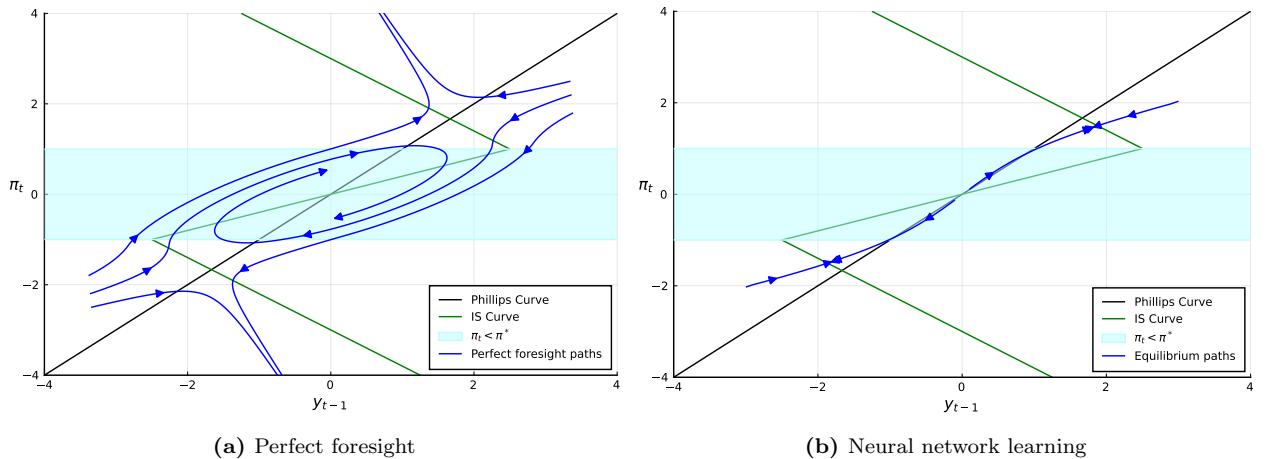 4
2
0
−2
−4
π_t
−4
−2
0
2
4
y_{t−1}
Phillips Curve
IS Curve
π_t < π*
Perfect foresight paths
(a) Perfect foresight
4
2
0
−2
−4
π_t
−4
−2
0
2
4
y_{t−1}
Phillips Curve
IS Curve
π_t < π*
Equilibrium paths
(b) Neural network learning